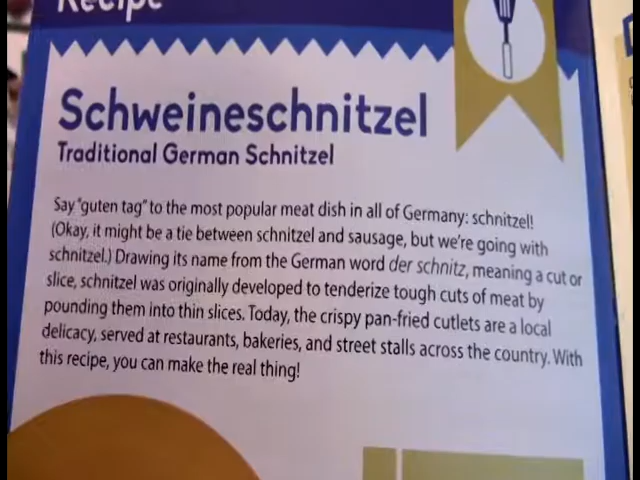 Recipe
Schweineschnitzel
Traditional German Schnitzel
Say "guten tag" to the most popular meat dish in all of Germany: schnitzel!
(Okay, it might be a tie between schnitzel and sausage, but we're going with
schnitzel.) Drawing its name from the German word der schnitz, meaning a cut or
slice, schnitzel was originally developed to tenderize tough cuts of meat by
pounding them into thin slices. Today, the crispy pan-fried cutlets are a local
delicacy, served at restaurants, bakeries, and street stalls across the country. With
this recipe, you can make the real thing!